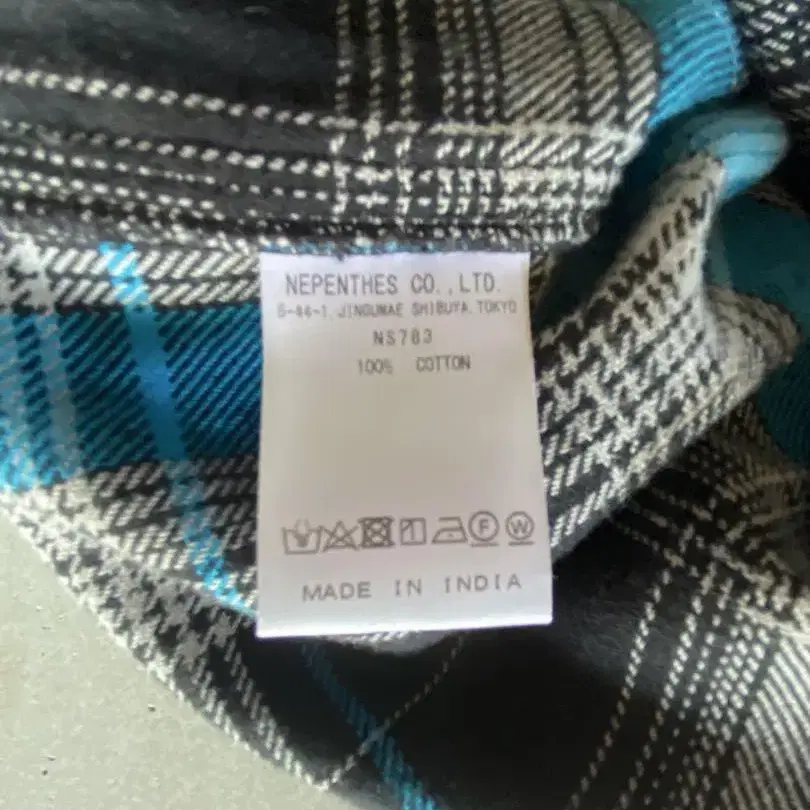 NEPENTHES CO.,LTD.
5-44-1, JINGUMAE SHIBUYA, TOKYO
NS783
100% COTTON
F W
MADE IN INDIA